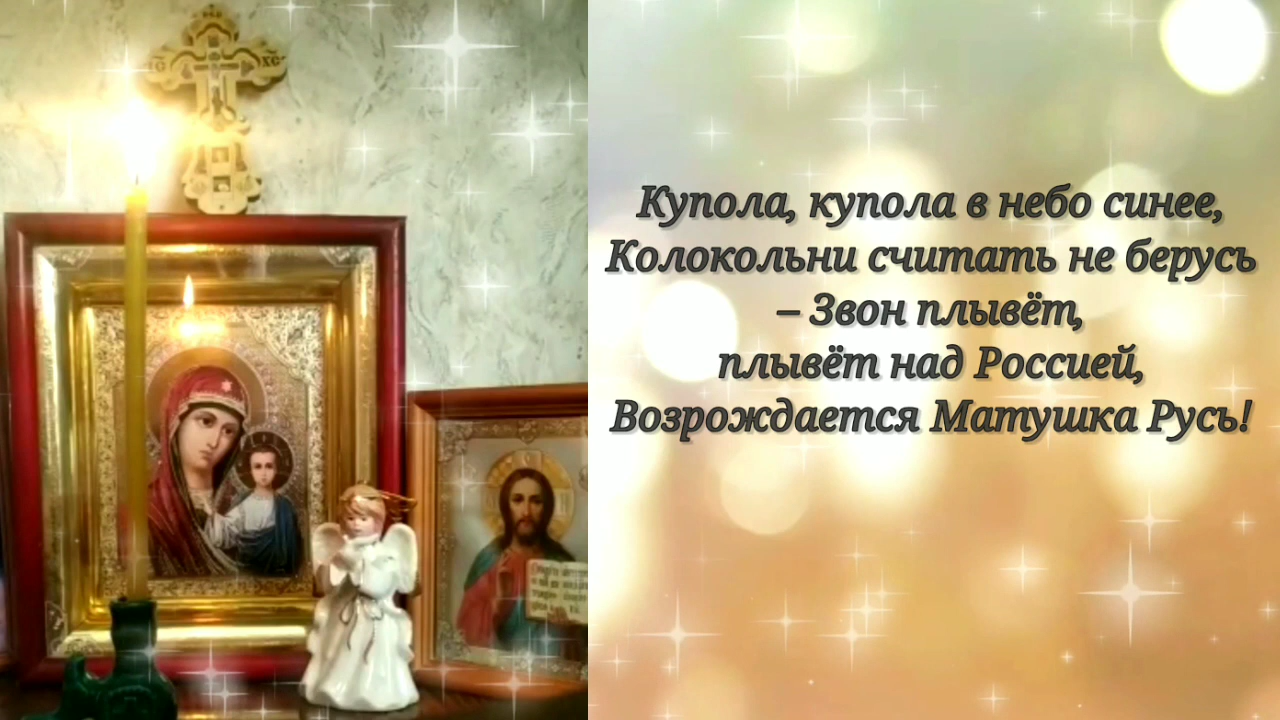 Купола, купола в небо синее,
Колокольни считать не берусь
– Звон плывёт,
плывёт над Россией,
Возрождается Матушка Русь!